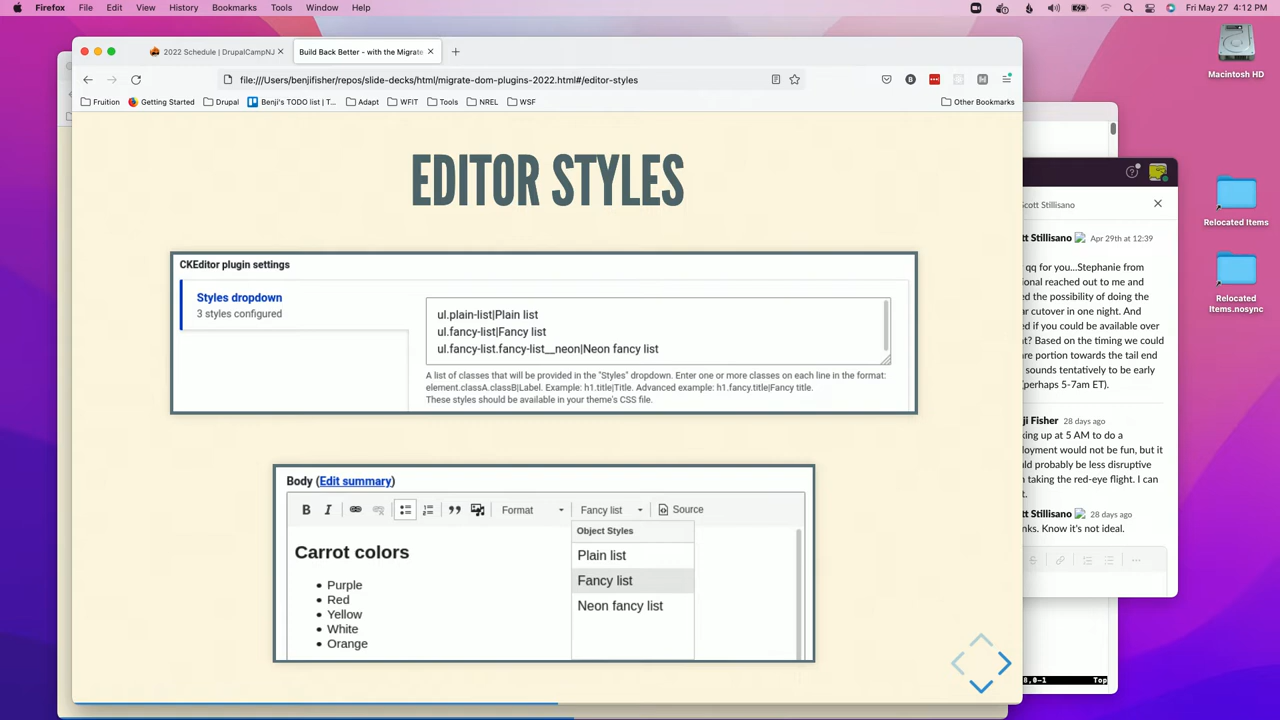 Firefox File Edit View History Bookmarks Tools Window Help
Fri May 27 4:12 PM
2022 Schedule | DrupalCampNJ
Build Back Better - with the Migrate
file:///Users/benjifisher/repos/slide-decks/html/migrate-dom-plugins-2022.html#/editor-styles
Fruition Getting Started Drupal Benji's TODO list | T... Adapt WFIT Tools NREL WSF
Other Bookmarks
EDITOR STYLES
CKEditor plugin settings
Styles dropdown
3 styles configured
ul.plain-list|Plain list
ul.fancy-list|Fancy list
ul.fancy-list.fancy-list__neon|Neon fancy list
A list of classes that will be provided in the "Styles" dropdown. Enter one or more classes on each line in the format:
element.classA.classB|Label. Example: h1.title|Title. Advanced example: h1.fancy.title|Fancy title.
These styles should be available in your theme's CSS file.
Body (Edit summary)
B I Format Fancy list Source
Object Styles
Plain list
Fancy list
Neon fancy list
Carrot colors
Purple
Red
Yellow
White
Orange
Scott Stillisano
Stillisano Apr 29th at 12:39
qq for you...Stephanie from
reached out to me and
the possibility of doing the
cutover in one night. And
if you could be available over
Based on the timing we could
portion towards the tail end
sounds tentatively to be early
(perhaps 5-7am ET).
Fisher 28 days ago
up at 5 AM to do a
would not be fun, but it
probably be less disruptive
taking the red-eye flight. I can
Stillisano 28 days ago
Know it's not ideal.
8,0-1 Top
Macintosh HD
Relocated Items
Relocated
Items.nosync